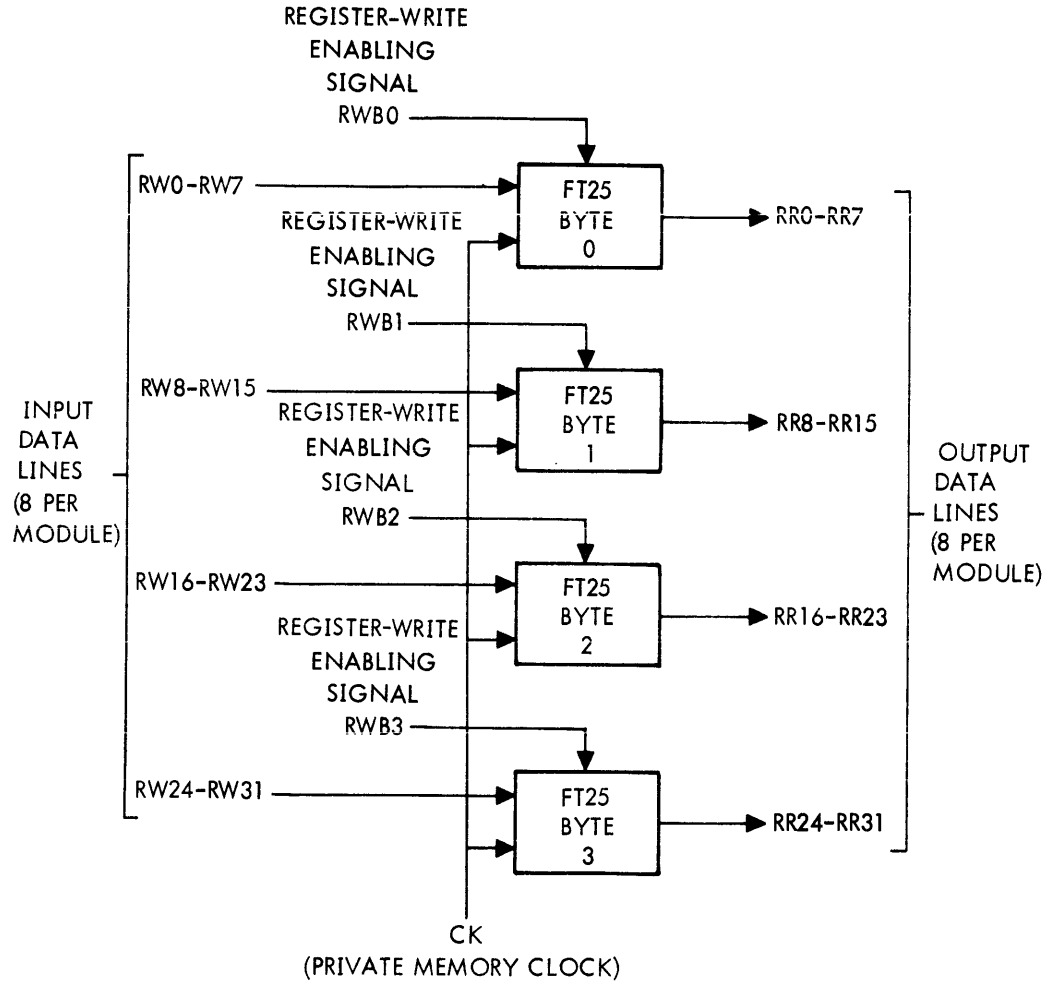 REGISTER-WRITE
ENABLING
SIGNAL
RWB0
RW0-RW7
FT25
BYTE
0
RR0-RR7
REGISTER-WRITE
ENABLING
SIGNAL
RWB1
RW8-RW15
FT25
BYTE
1
RR8-RR15
REGISTER-WRITE
ENABLING
SIGNAL
RWB2
INPUT
DATA
LINES
(8 PER
MODULE)
OUTPUT
DATA
LINES
(8 PER
MODULE)
RW16-RW23
FT25
BYTE
2
RR16-RR23
REGISTER-WRITE
ENABLING
SIGNAL
RWB3
RW24-RW31
FT25
BYTE
3
RR24-RR31
CK
(PRIVATE MEMORY CLOCK)